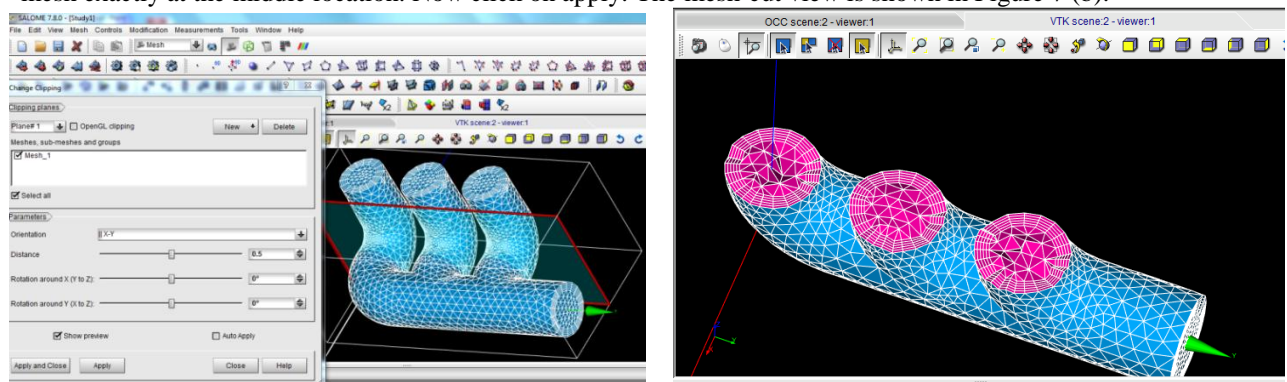 mesh exactly at the middle location. Now click on apply. The mesh cut view is shown in Figure 7 (b).
SALOME 7.8.0 - [Study1]
File Edit View Mesh Controls Modification Measurements Tools Window Help
Mesh
Change Clipping
Clipping planes
Plane# 1
OpenGL clipping
New
Delete
Meshes, sub-meshes and groups
Mesh_1
Select all
Parameters
Orientation
|| X-Y
Distance
0.5
Rotation around X (Y to Z):
0°
Rotation around Y (X to Z):
0°
Show preview
Auto Apply
Apply and Close
Apply
Close
Help
VTK scene:2 - viewer:1
OCC scene:2 - viewer:1
VTK scene:2 - viewer:1
Y